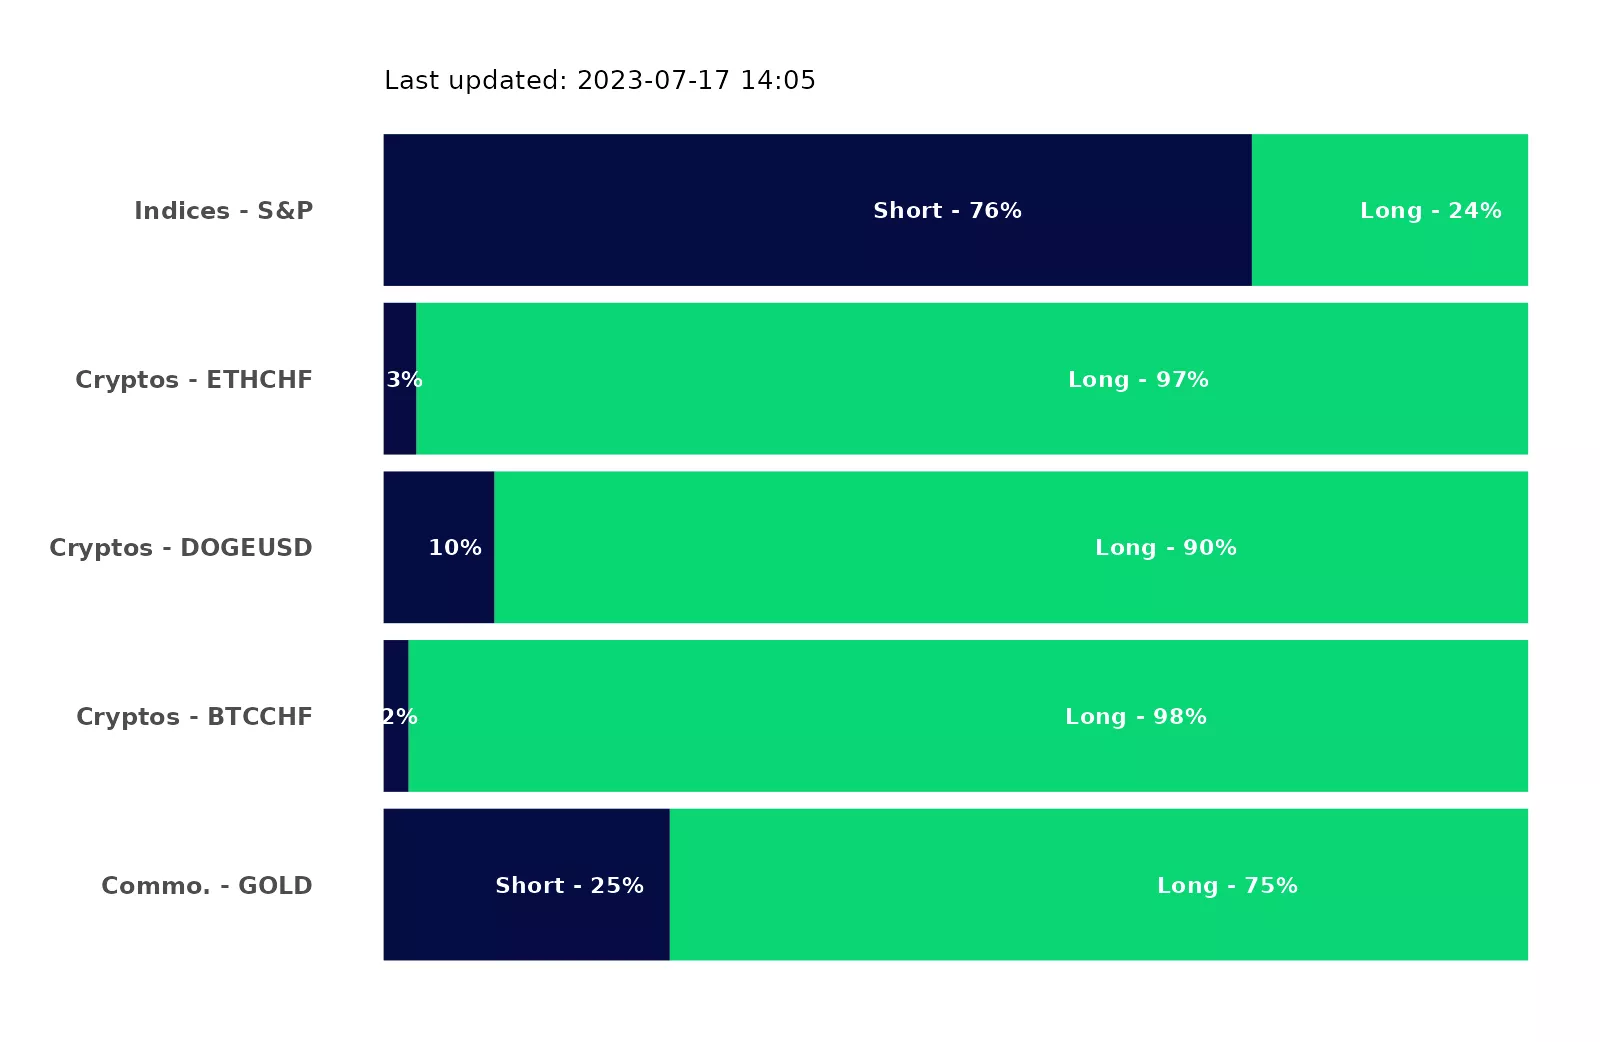 Last updated: 2023-07-17 14:05
Indices - S&P Short - 76% Long - 24%
Cryptos - ETHCHF 3% Long - 97%
Cryptos - DOGEUSD 10% Long - 90%
Cryptos - BTCCHF 2% Long - 98%
Commo. - GOLD Short - 25% Long - 75%